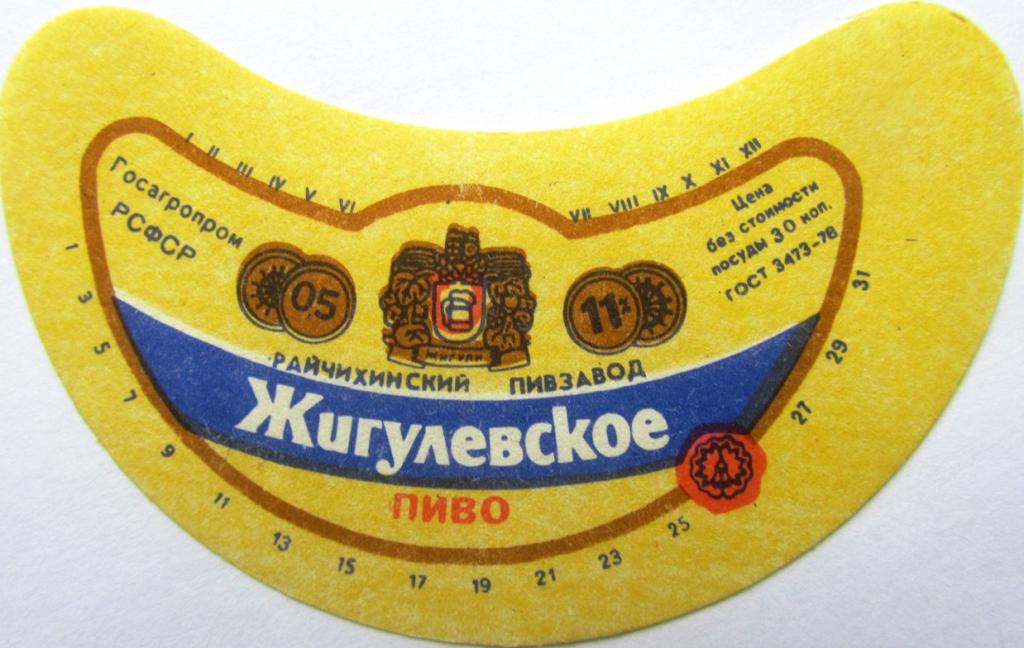 I II III IV V VI VII VIII IX X XI XII
Госагропром
РСФСР
Цена
без стоимости
посуды 30 коп.
ГОСТ 3473-78
05
11%
ЖИГУЛИ
РАЙЧИХИНСКИЙ ПИВЗАВОД
Жигулевское
ПИВО
1 3 5 7 9 11 13 15 17 19 21 23 25 27 29 31